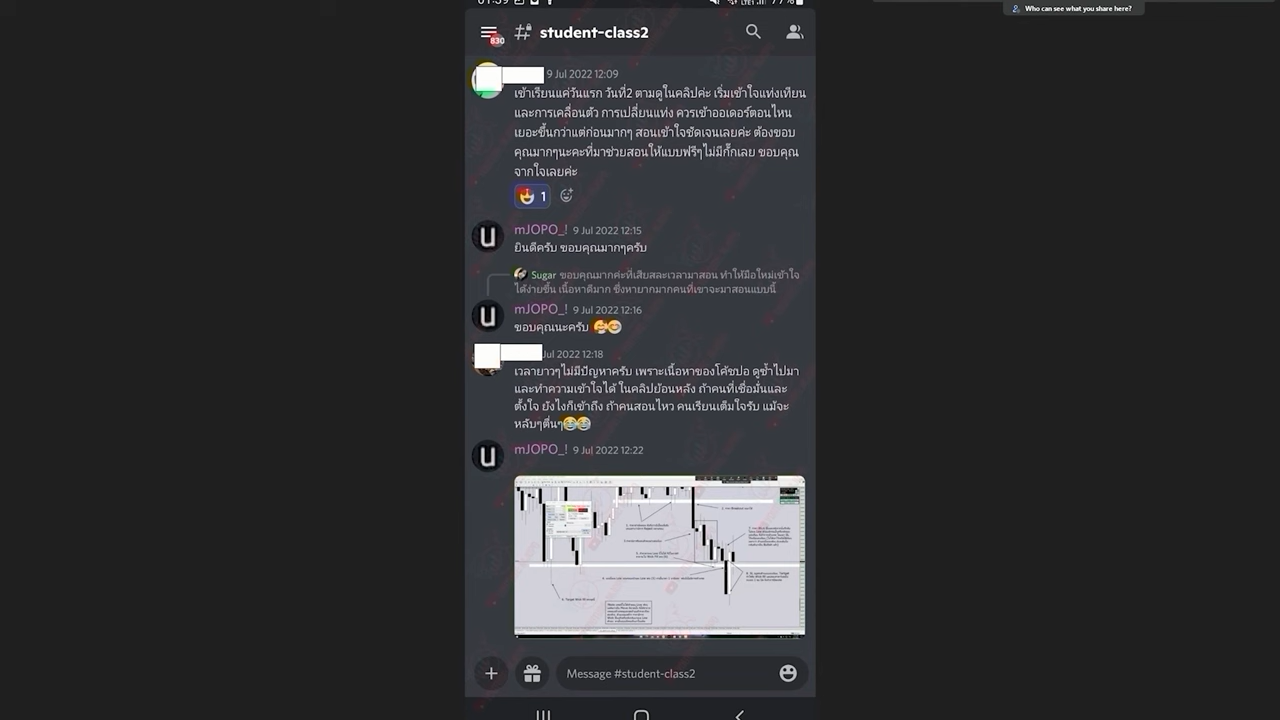 Who can see what you share here?
01:39
77%
830
student-class2
9 Jul 2022 12:09
เข้าเรียนแค่วันแรก วันที่2 ตามดูในคลิปค่ะ เริ่มเข้าใจแท่งเทียน
และการเคลื่อนตัว การเปลี่ยนแท่ง ควรเข้าออเดอร์ตอนไหน
เยอะขึ้นกว่าแต่ก่อนมากๆ สอนเข้าใจชัดเจนเลยค่ะ ต้องขอบ
คุณมากๆนะคะที่มาช่วยสอนให้แบบฟรีๆไม่มีกั๊กเลย ขอบคุณ
จากใจเลยค่ะ
1
mJOPO_! 9 Jul 2022 12:15
ยินดีครับ ขอบคุณมากๆครับ
Sugar ขอบคุณมากค่ะที่เสียสละเวลามาสอน ทำให้มือใหม่เข้าใจ
ได้ง่ายขึ้น เนื้อหาดีมาก ซึ่งหายากมากคนที่เขาจะมาสอนแบบนี้
mJOPO_! 9 Jul 2022 12:16
ขอบคุณนะครับ 🥰😊
Jul 2022 12:18
เวลายาวๆไม่มีปัญหาครับ เพราะเนื้อหาของโค้ชปอ ดูซ้ำไปมา
และทำความเข้าใจได้ ในคลิปย้อนหลัง ถ้าคนที่เชื่อมั่นและ
ตั้งใจ ยังไงก็เข้าถึง ถ้าคนสอนไหว คนเรียนเต็มใจรับ แม้จะ
หลับๆตื่นๆ😂😂
mJOPO_! 9 Jul 2022 12:22
Message #student-class2